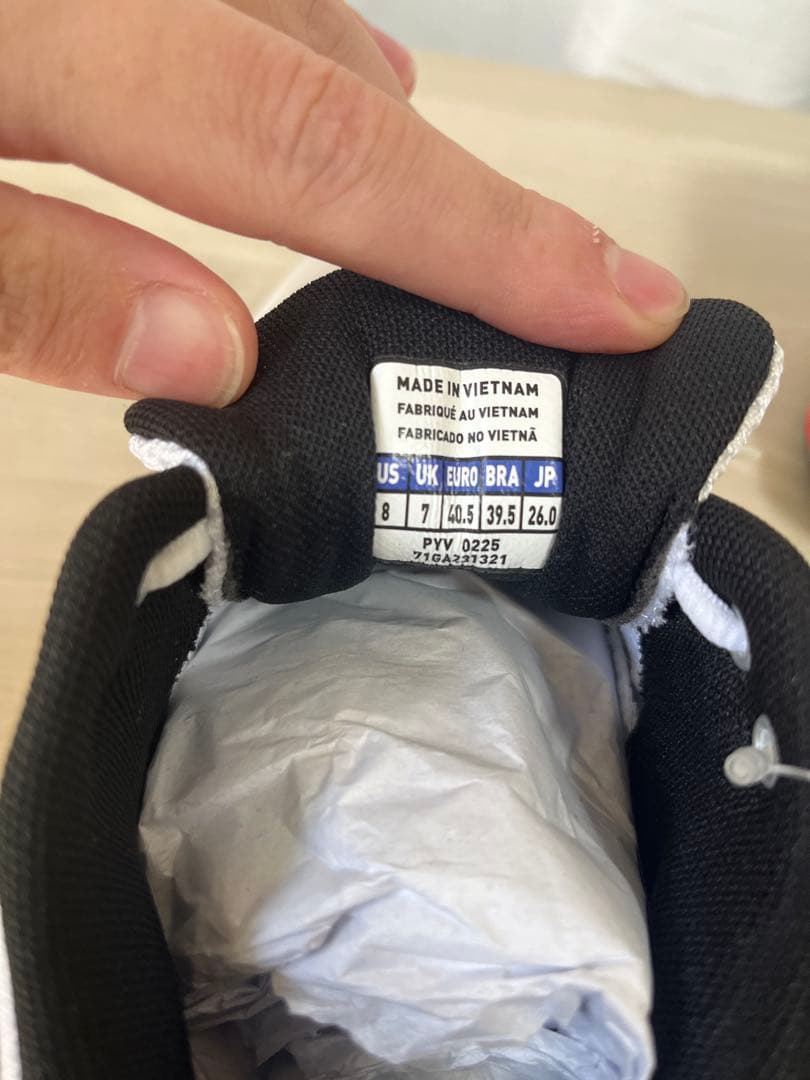 MADE IN VIETNAM
FABRIQUÉ AU VIETNAM
FABRICADO NO VIETNÃ
US UK EURO BRA JP
8 7 40.5 39.5 26.0
PYV 0225
71GA231321